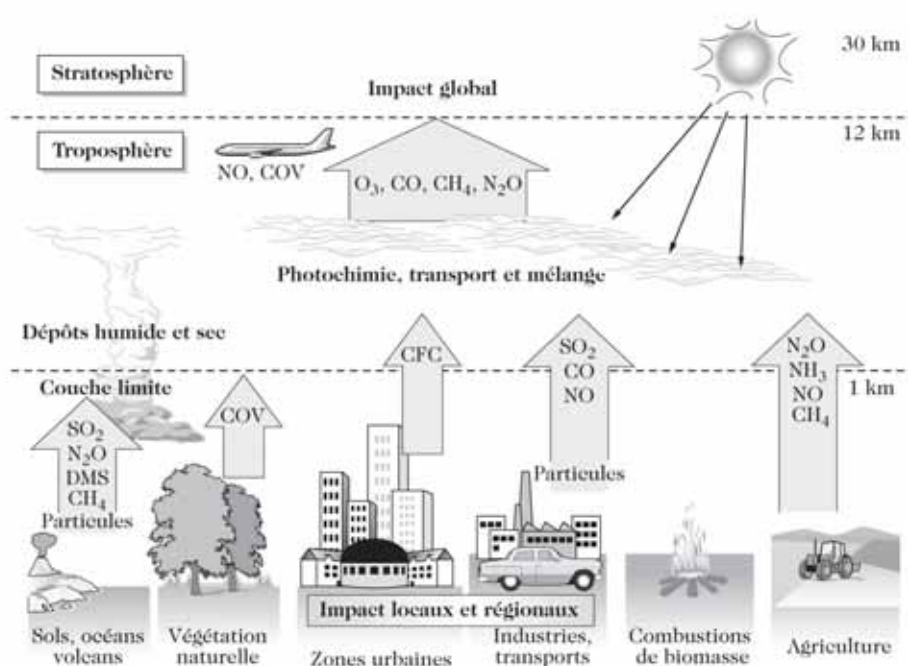 30 km
Stratosphère
Impact global
12 km
Troposphère
NO, COV
O₃, CO, CH₄, N₂O
Photochimie, transport et mélange
Dépôts humide et sec
CFC
SO₂
CO
NO
N₂O
NH₃
NO
CH₄
Couche limite
1 km
SO₂
N₂O
DMS
CH₄
Particules
COV
Particules
Impact locaux et régionaux
Sols, océans
volcans
Végétation
naturelle
Zones urbaines
Industries,
transports
Combustions
de biomasse
Agriculture